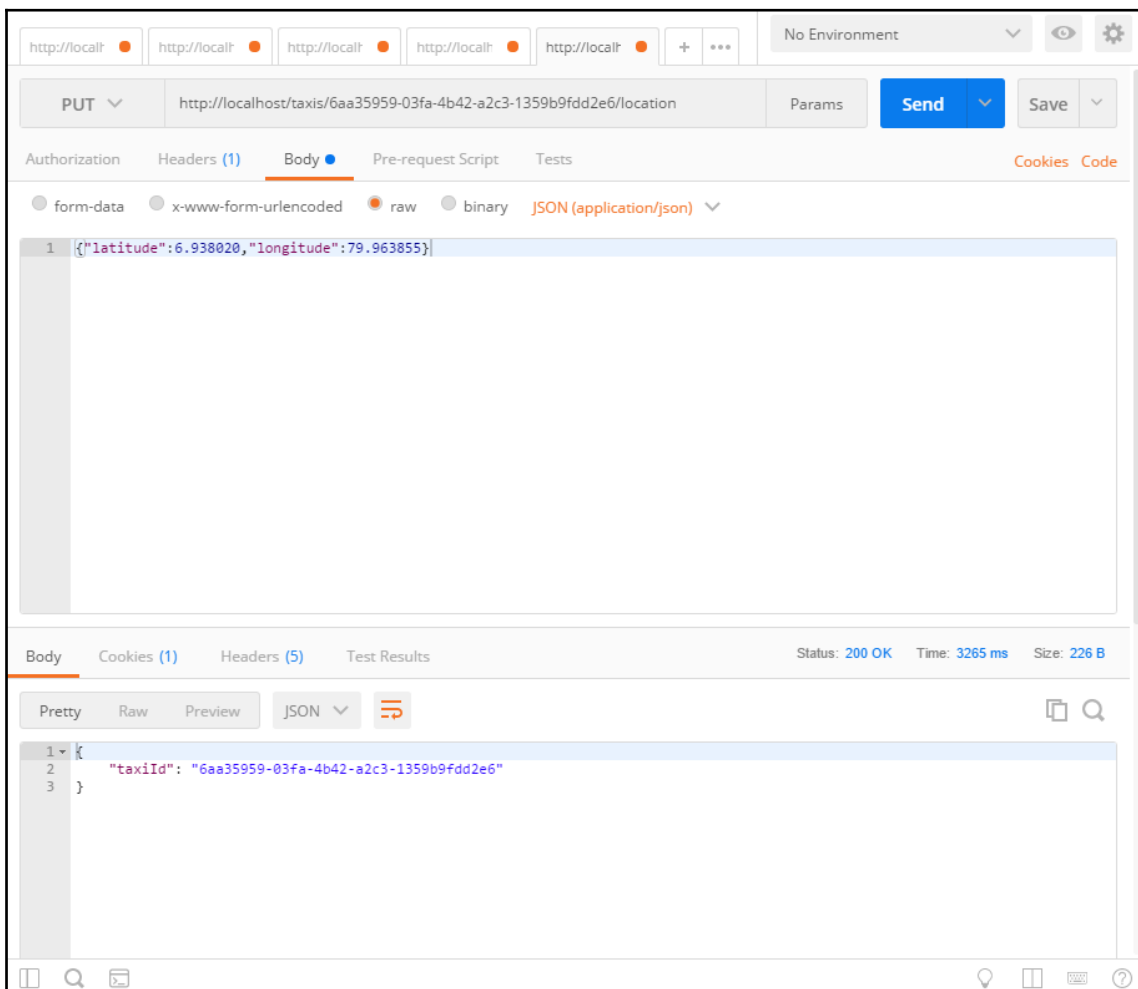 http://localh http://localh http://localh http://localh http://localh + ••• No Environment
PUT http://localhost/taxis/6aa35959-03fa-4b42-a2c3-1359b9fdd2e6/location Params Send Save
Authorization Headers (1) Body Pre-request Script Tests Cookies Code
form-data x-www-form-urlencoded raw binary JSON (application/json)
1 {"latitude":6.938020,"longitude":79.963855}
Body Cookies (1) Headers (5) Test Results Status: 200 OK Time: 3265 ms Size: 226 B
Pretty Raw Preview JSON
1 {
2 "taxiId": "6aa35959-03fa-4b42-a2c3-1359b9fdd2e6"
3 }